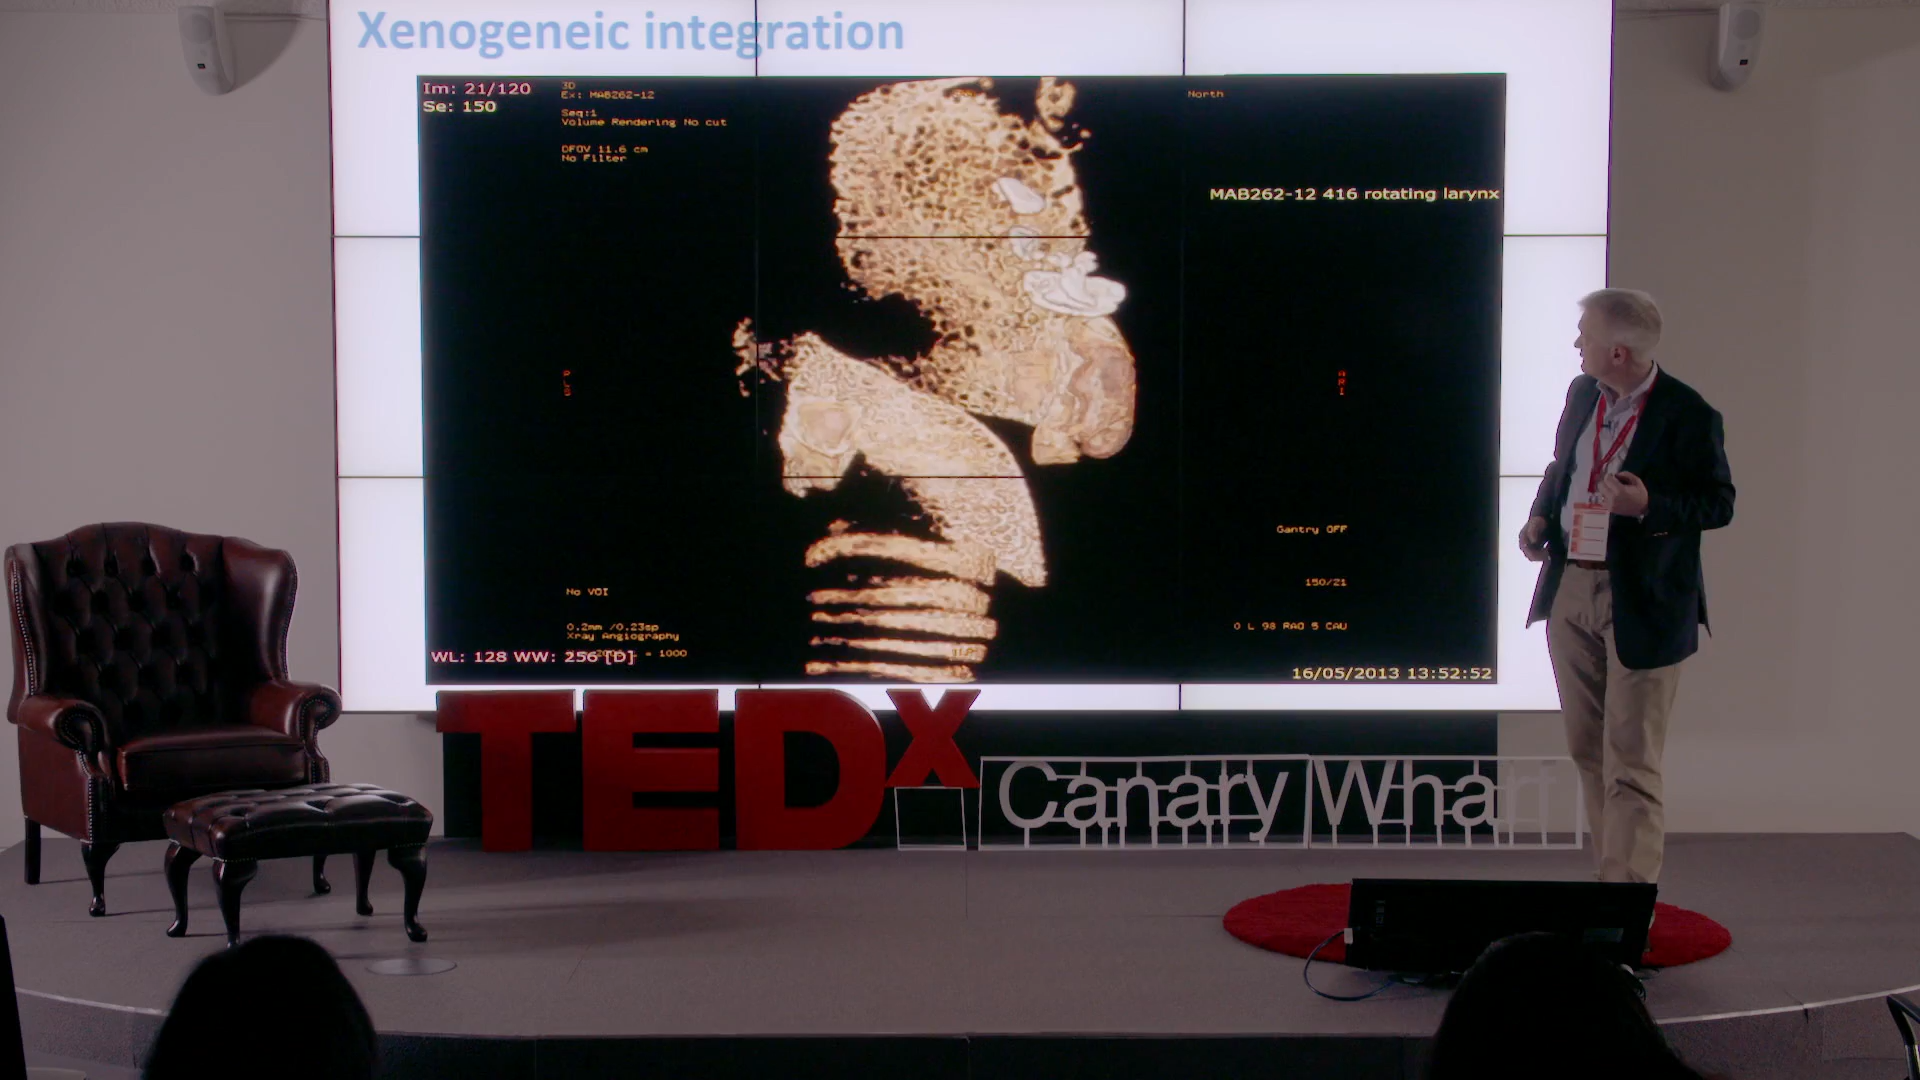 Xenogeneic integration
Im: 21/120
Se: 150
3D
Ex: MAB262-12
Seq:1
Volume Rendering No cut
DFOV 11.6 cm
No Filter
North
MAB262-12 416 rotating larynx
Gantry OFF
150/21
0 L 98 RAO 5 CAU
No VOI
0.2mm /0.23sp
Xray Angiography
= 1000
WL: 128 WW: 256 [D]
16/05/2013 13:52:52
TEDx
Canary Wharf